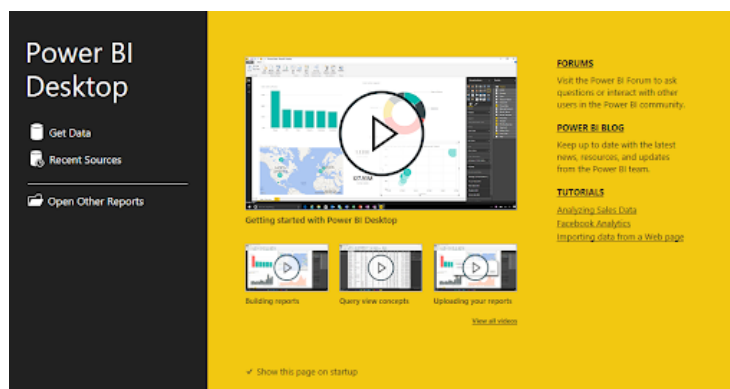 Power BI
Desktop
Get Data
Recent Sources
Open Other Reports
Getting started with Power BI Desktop
Building reports
Query view concepts
Uploading your reports
View all videos
Show this page on startup
FORUMS
Visit the Power BI Forum to ask
questions or interact with other
users in the Power BI community.
POWER BI BLOG
Keep up to date with the latest
news, resources, and updates
from the Power BI team.
TUTORIALS
Analyzing Sales Data
Facebook Analytics
Importing data from a Web page